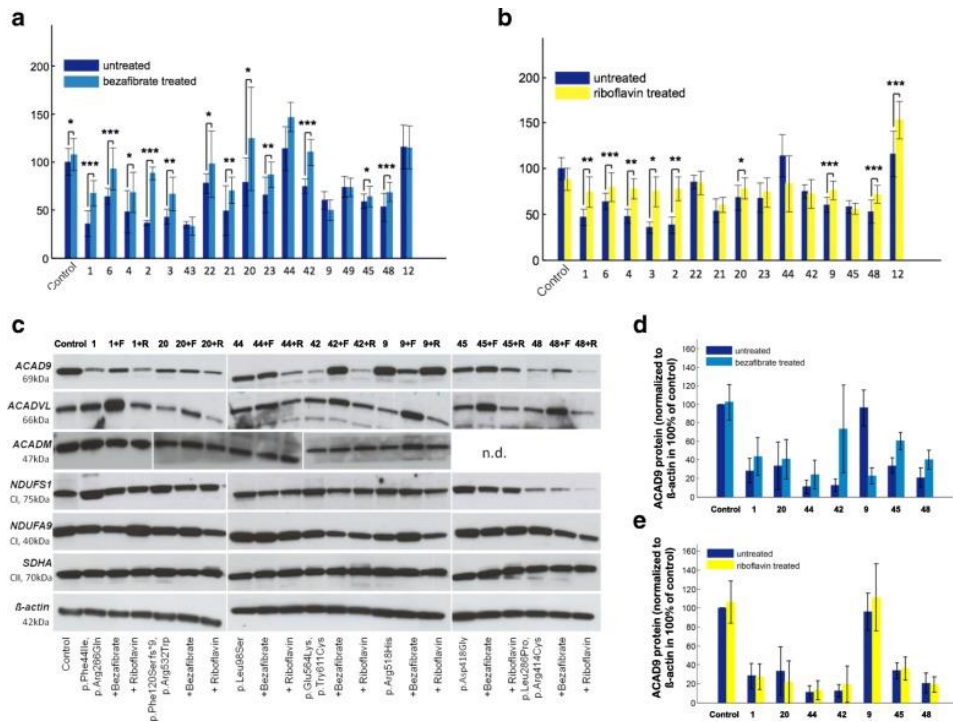 a
200
150
100
50
0
untreated
bezafibrate treated
* *** *** * *** ** * ** * ** *** * ***
Control 1 6 4 2 3 43 22 21 20 23 44 42 9 49 45 48 12
b
200
150
100
50
0
untreated
riboflavin treated
** *** ** * ** * *** *** ***
Control 1 6 4 3 2 22 21 20 23 44 42 9 45 48 12
c
Control 1 1+F 1+R 20 20+F 20+R 44 44+F 44+R 42 42+F 42+R 9 9+F 9+R 45 45+F 45+R 48 48+F 48+R
ACAD9
69kDa
ACADVL
66kDa
ACADM
47kDa
n.d.
NDUFS1
CI, 75kDa
NDUFA9
CI, 40kDa
SDHA
CII, 70kDa
ß-actin
42kDa
Control
p.Phe44Ile,
p.Arg266Gln
+Bezafibrate
+ Riboflavin
p.Phe120Serfs*9,
p.Arg532Trp
+Bezafibrate
+ Riboflavin
p.Leu98Ser
+Bezafibrate
+ Riboflavin
p.Glu564Lys,
p.Try611Cys
+Bezafibrate
+ Riboflavin
p.Arg518His
+Bezafibrate
+ Riboflavin
p.Asp418Gly
+Bezafibrate
+ Riboflavin
p.Leu286Pro,
p.Arg414Cys
+Bezafibrate
+ Riboflavin
d
ACAD9 protein (normalized to
ß-actin in 100% of control)
160
140
120
100
80
60
40
20
0
untreated
bezafibrate treated
Control 1 20 44 42 9 45 48
e
ACAD9 protein (normalized to
ß-actin in 100% of control)
160
140
120
100
80
60
40
20
0
untreated
riboflavin treated
Control 1 20 44 42 9 45 48